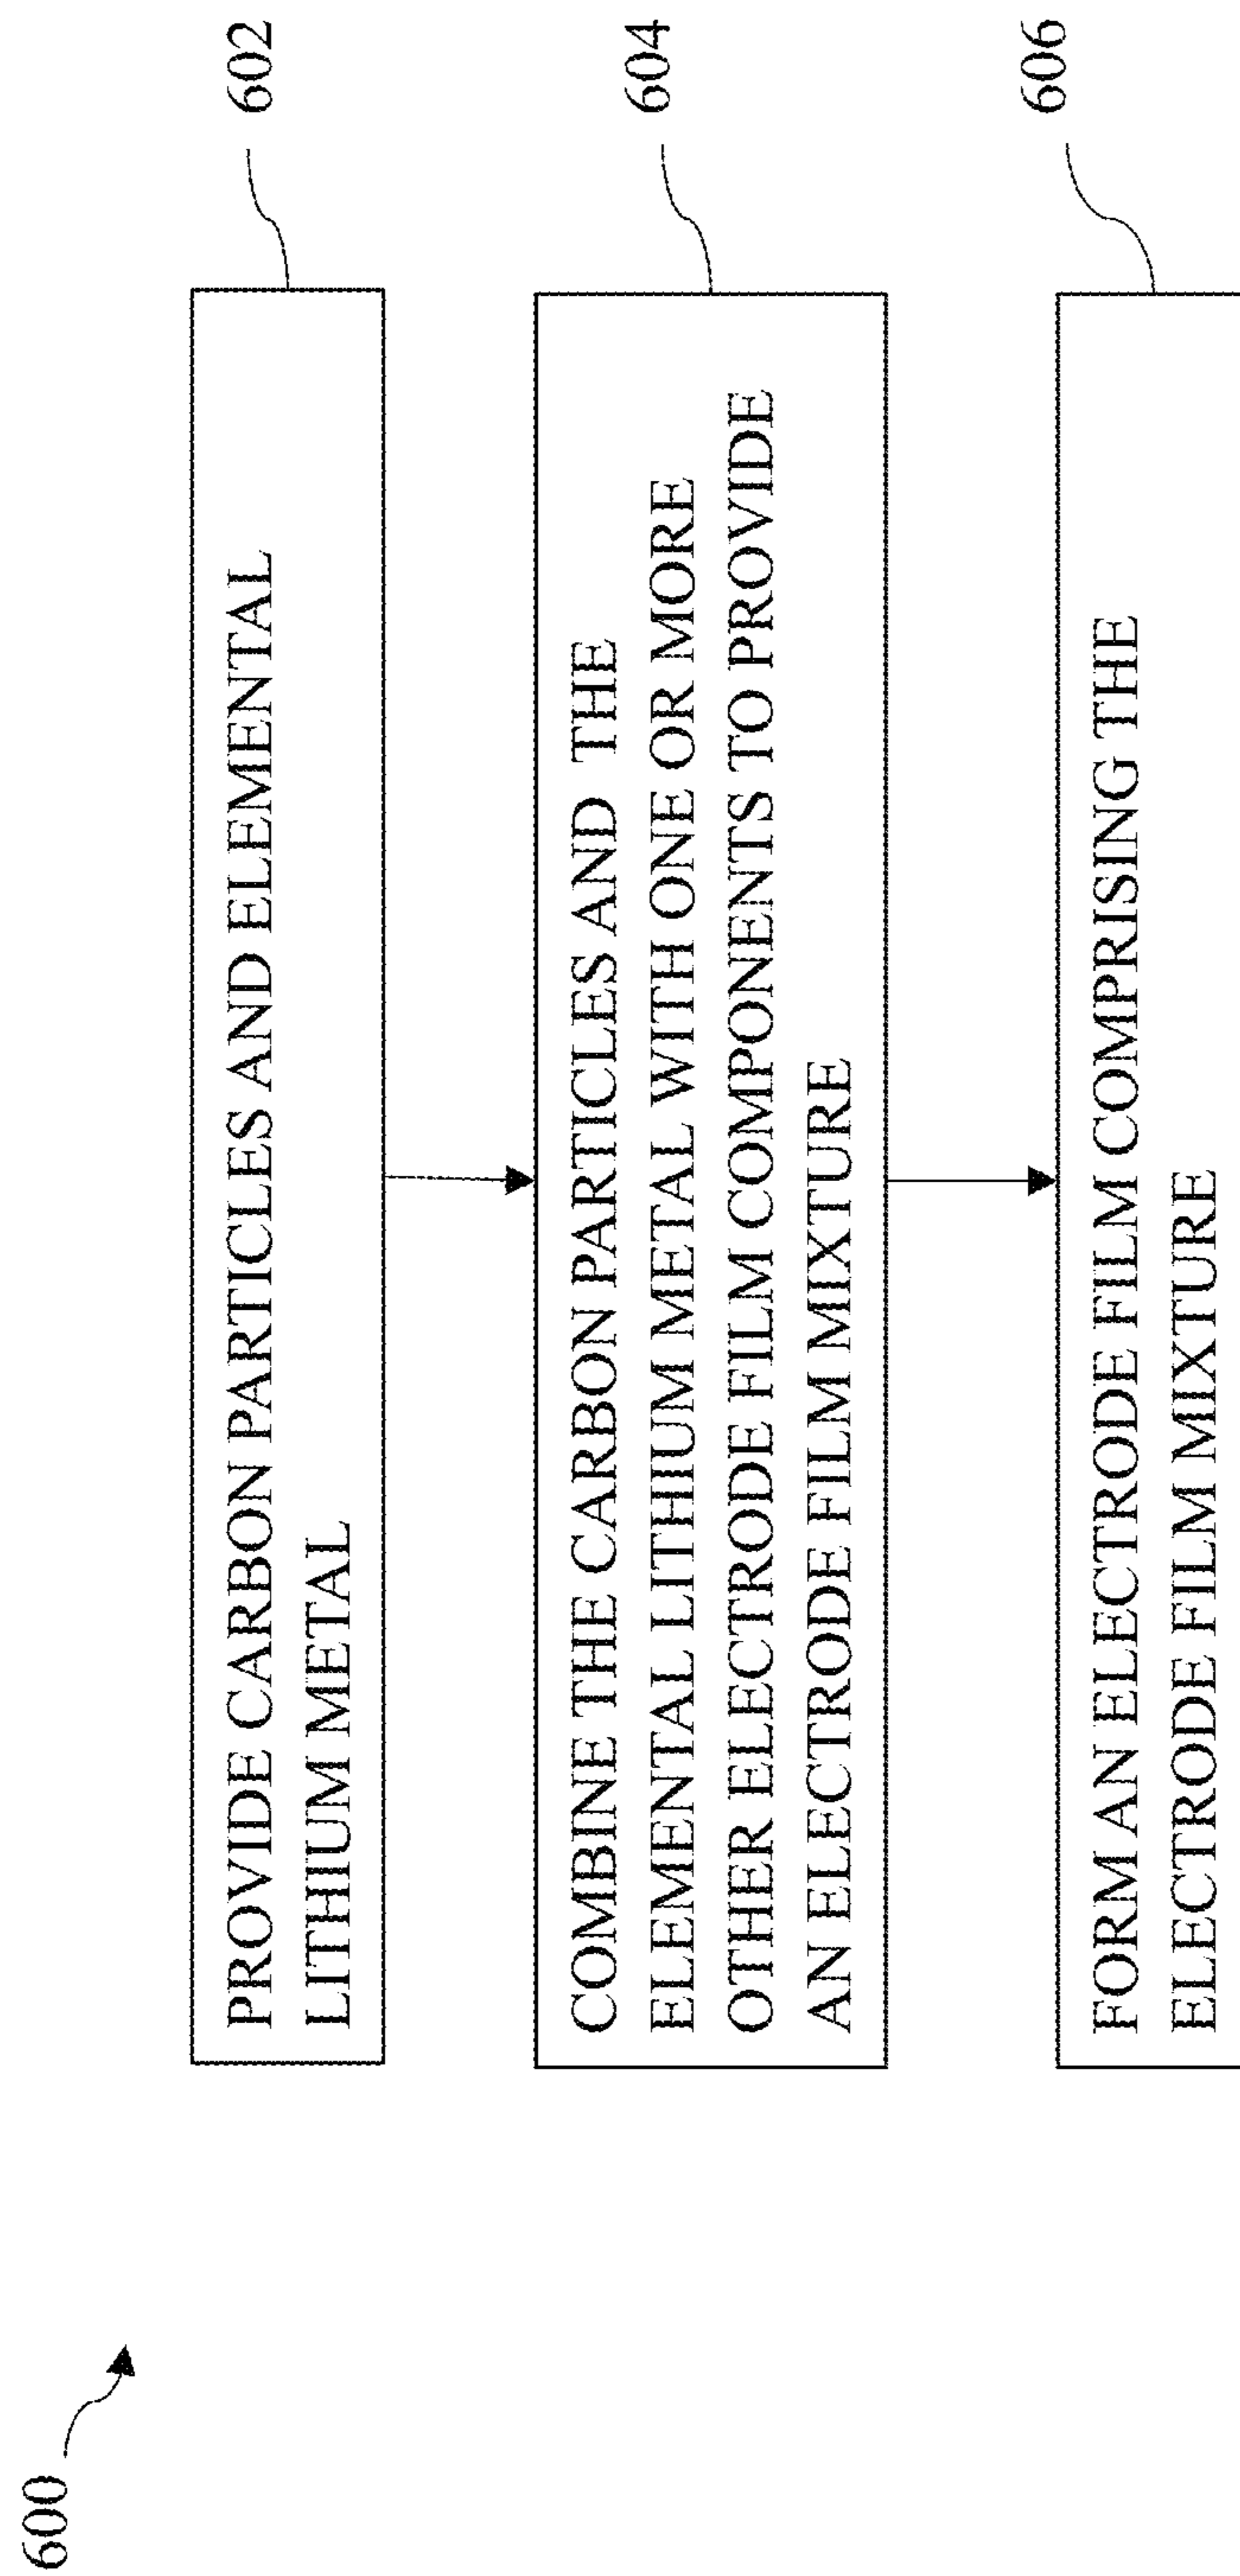 600
PROVIDE CARBON PARTICLES AND ELEMENTAL
LITHIUM METAL
602
COMBINE THE CARBON PARTICLES AND THE
ELEMENTAL LITHIUM METAL WITH ONE OR MORE
OTHER ELECTRODE FILM COMPONENTS TO PROVIDE
AN ELECTRODE FILM MIXTURE
604
FORM AN ELECTRODE FILM COMPRISING THE
ELECTRODE FILM MIXTURE
606